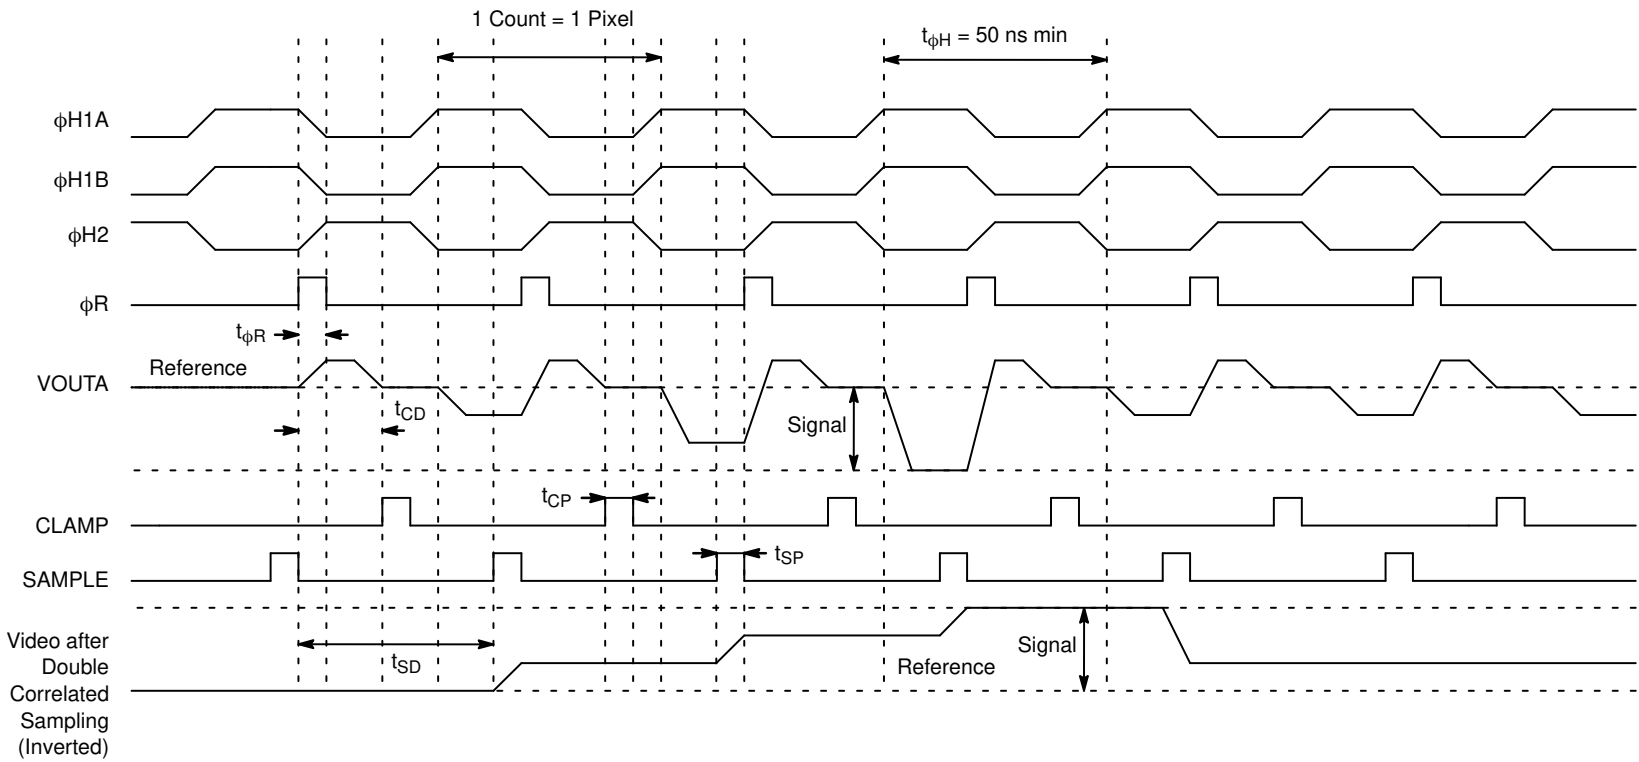 1 Count = 1 Pixel
tϕH = 50 ns min
ϕH1A
ϕH1B
ϕH2
ϕR
tϕR
Reference
VOUTA
tCD
Signal
tCP
CLAMP
tSP
SAMPLE
Video after
Double
Correlated
Sampling
(Inverted)
tSD
Reference
Signal